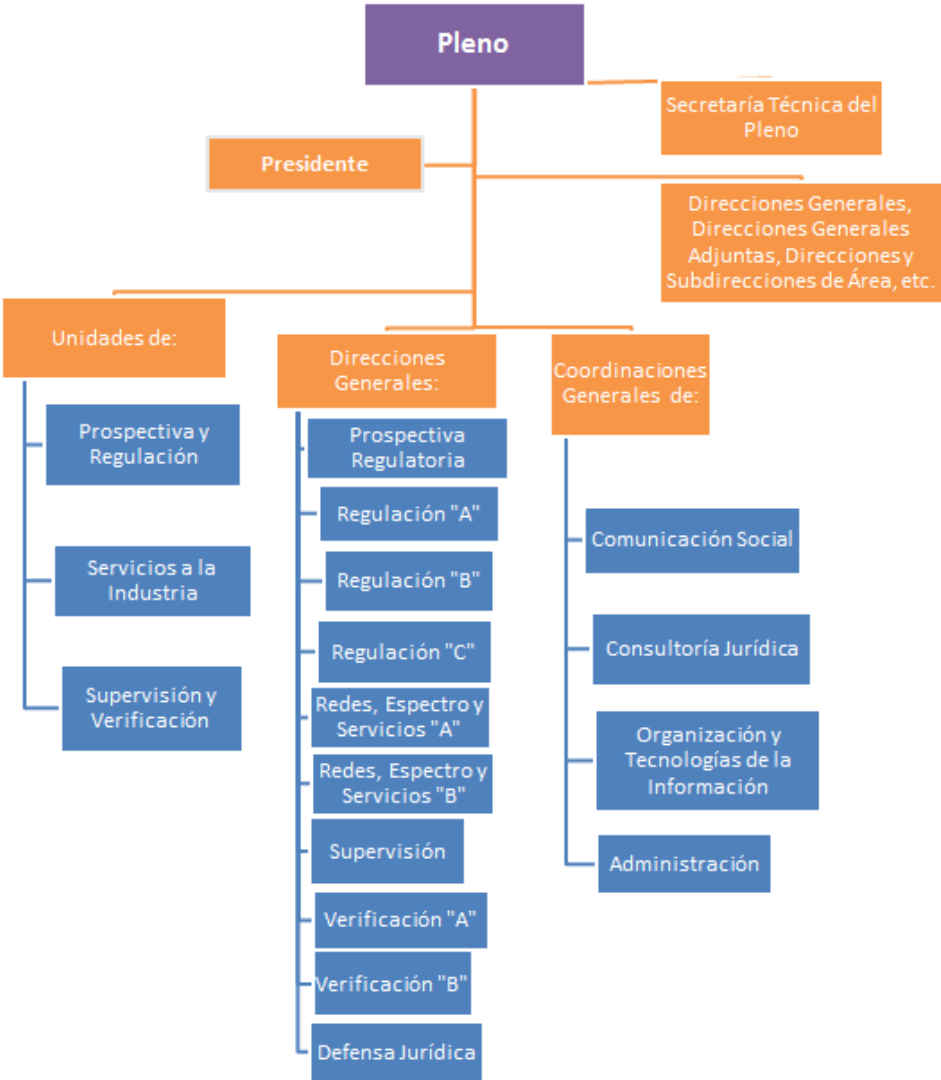 Pleno
Secretaría Técnica del
Pleno
Presidente
Direcciones Generales,
Direcciones Generales
Adjuntas, Direcciones y
Subdirecciones de Área, etc.
Unidades de:
Prospectiva y
Regulación
Servicios a la
Industria
Supervisión y
Verificación
Direcciones
Generales:
Prospectiva
Regulatoria
Regulación "A"
Regulación "B"
Regulación "C"
Redes, Espectro y
Servicios "A"
Redes, Espectro y
Servicios "B"
Supervisión
Verificación "A"
Verificación "B"
Defensa Jurídica
Coordinaciones
Generales de:
Comunicación Social
Consultoría Jurídica
Organización y
Tecnologías de la
Información
Administración